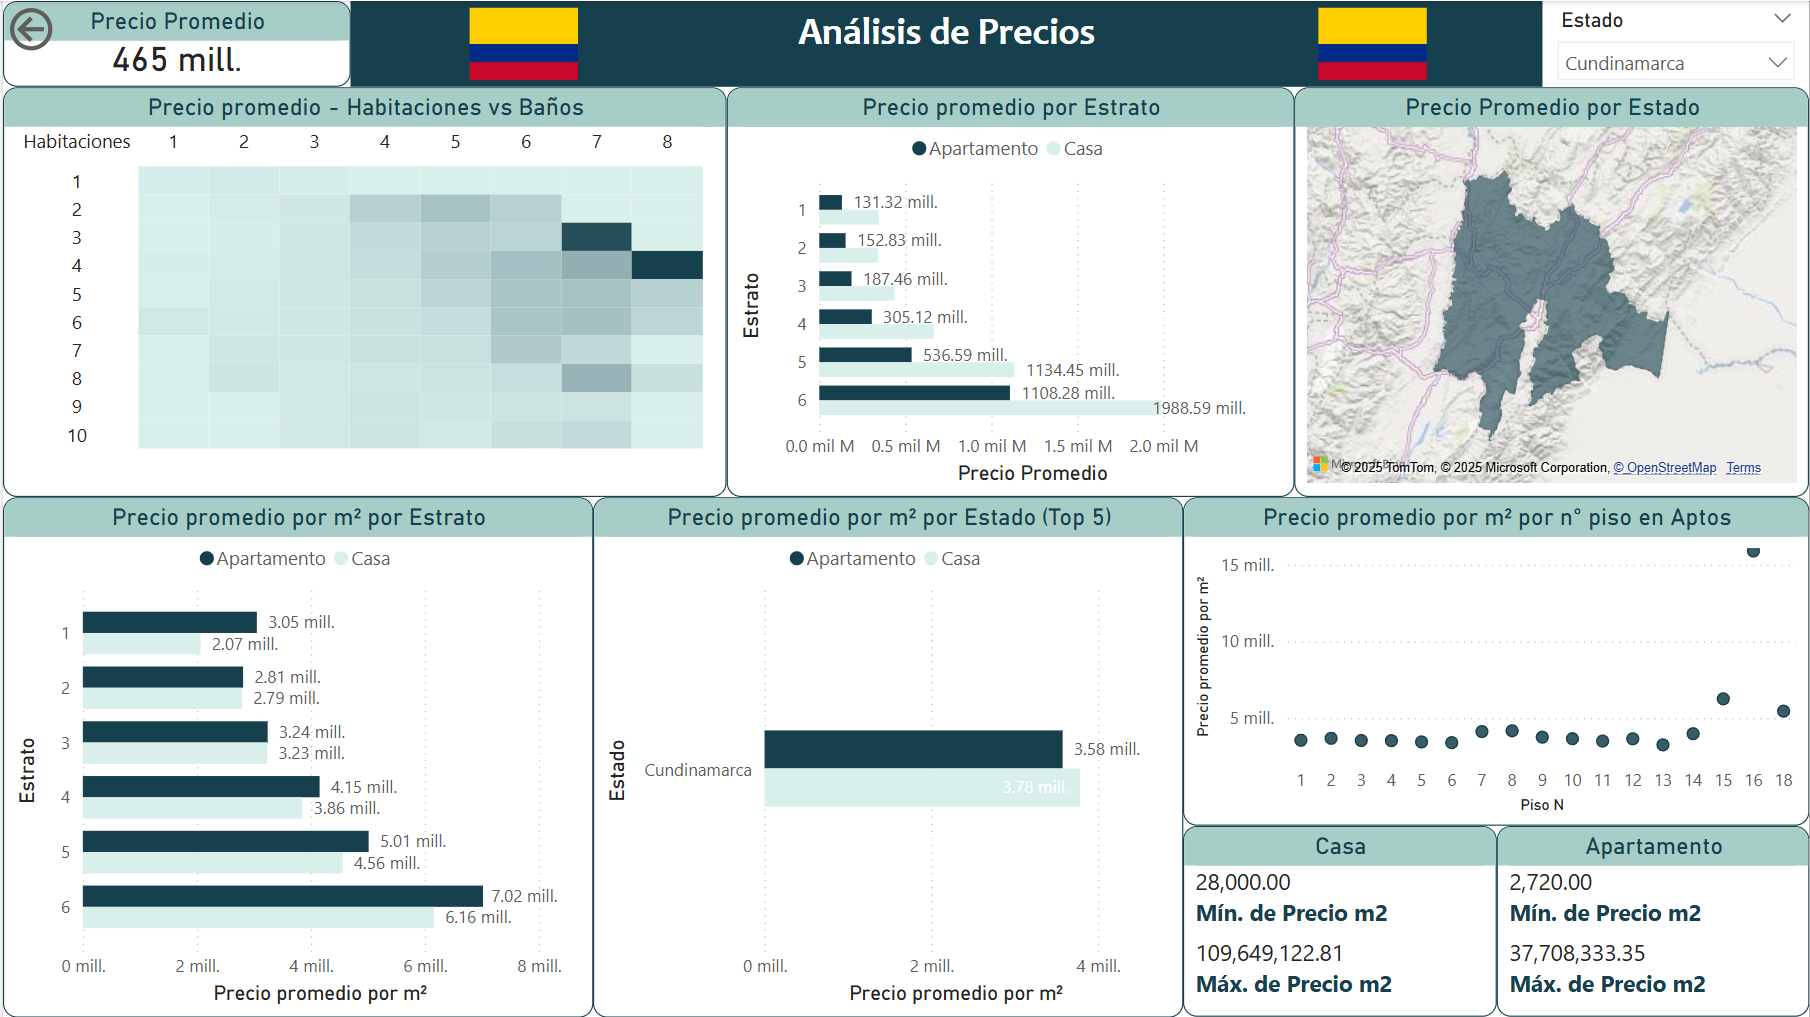 Precio Promedio
465 mill.
Análisis de Precios
Estado
Cundinamarca
Precio promedio - Habitaciones vs Baños
Habitaciones 1 2 3 4 5 6 7 8
1
2
3
4
5
6
7
8
9
10
Precio promedio por Estrato
Apartamento Casa
Estrato
1 131.32 mill.
2 152.83 mill.
3 187.46 mill.
4 305.12 mill.
5 536.59 mill.
1134.45 mill.
6 1108.28 mill.
1988.59 mill.
0.0 mil M 0.5 mil M 1.0 mil M 1.5 mil M 2.0 mil M
Precio Promedio
Precio Promedio por Estado
© 2025 TomTom, © 2025 Microsoft Corporation, © OpenStreetMap Terms
Precio promedio por m² por Estrato
Apartamento Casa
Estrato
1 3.05 mill.
2.07 mill.
2 2.81 mill.
2.79 mill.
3 3.24 mill.
3.23 mill.
4 4.15 mill.
3.86 mill.
5 5.01 mill.
4.56 mill.
6 7.02 mill.
6.16 mill.
0 mill. 2 mill. 4 mill. 6 mill. 8 mill.
Precio promedio por m²
Precio promedio por m² por Estado (Top 5)
Apartamento Casa
Estado
Cundinamarca
3.58 mill.
3.78 mill.
0 mill. 2 mill. 4 mill.
Precio promedio por m²
Precio promedio por m² por n° piso en Aptos
Precio promedio por m²
15 mill.
10 mill.
5 mill.
1 2 3 4 5 6 7 8 9 10 11 12 13 14 15 16 18
Piso N
Casa
28,000.00
Mín. de Precio m2
109,649,122.81
Máx. de Precio m2
Apartamento
2,720.00
Mín. de Precio m2
37,708,333.35
Máx. de Precio m2